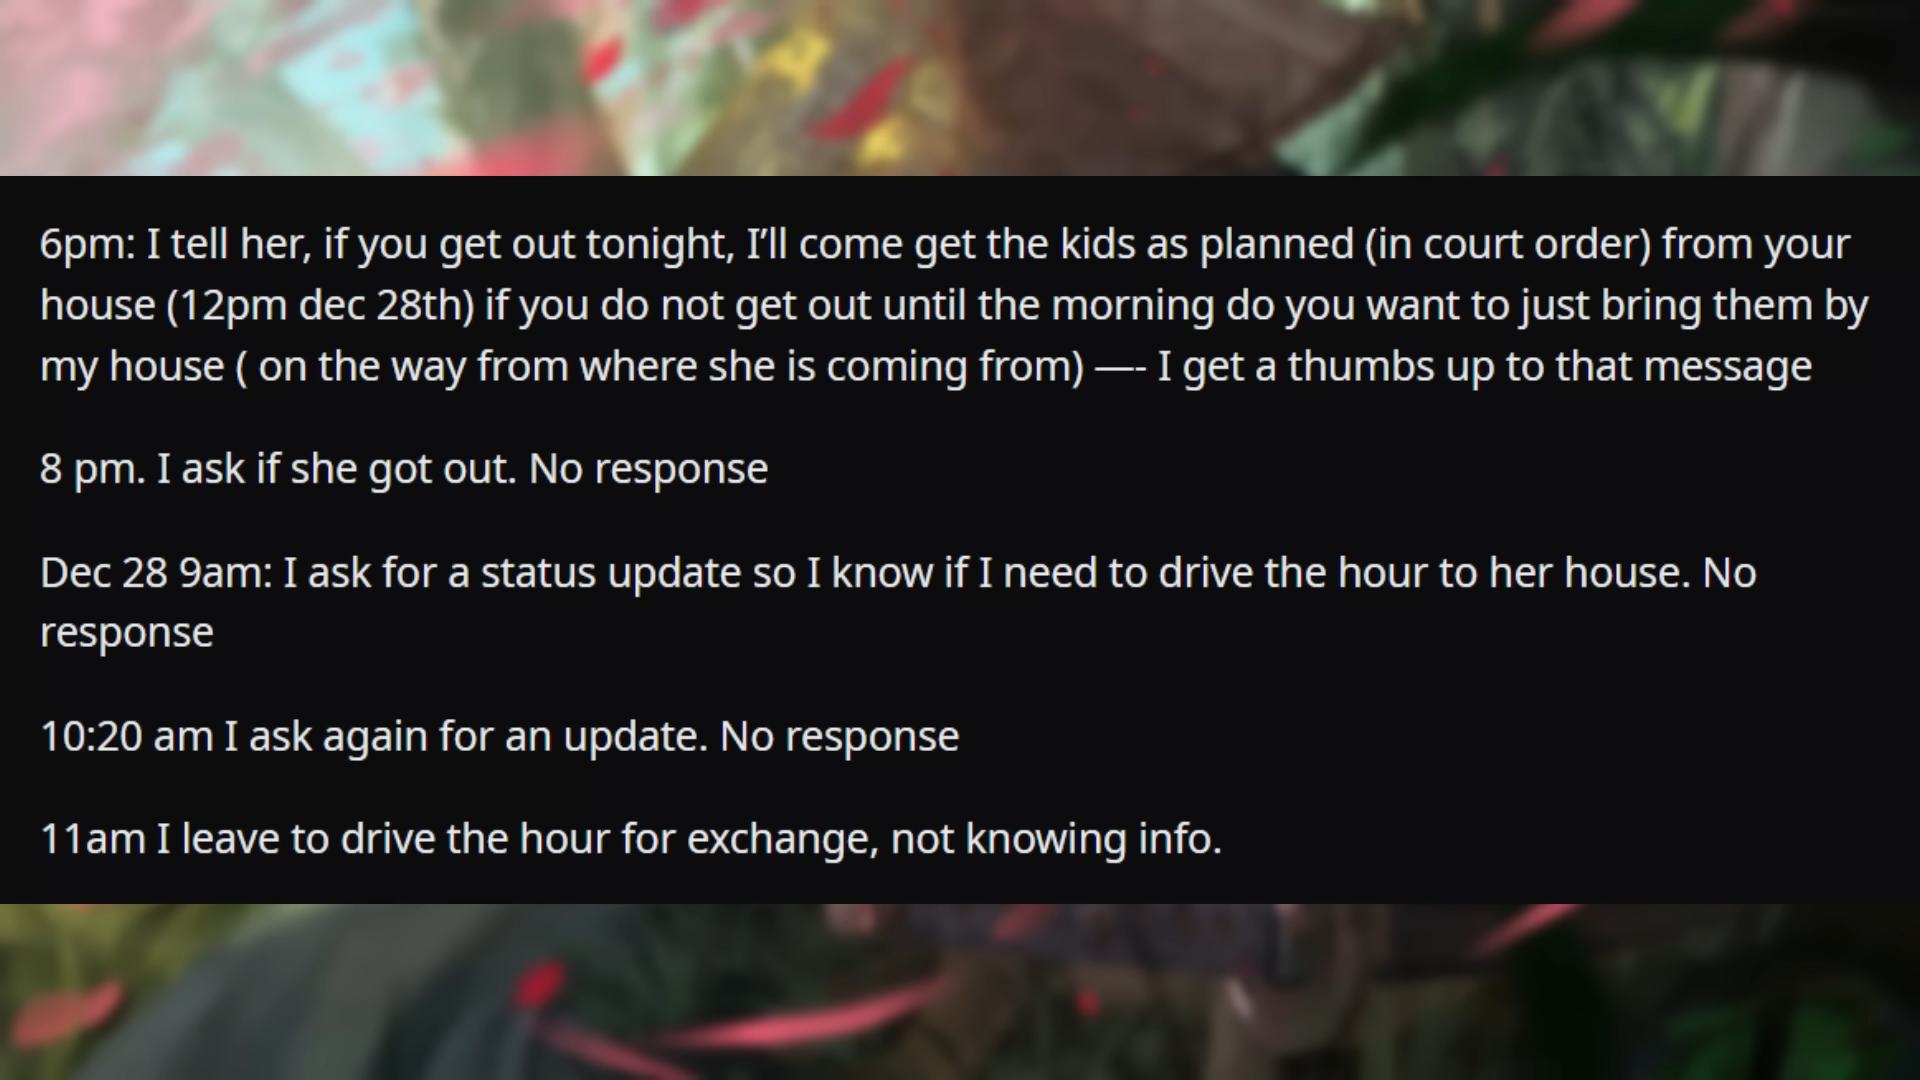 6pm: I tell her, if you get out tonight, I’ll come get the kids as planned (in court order) from your
house (12pm dec 28th) if you do not get out until the morning do you want to just bring them by
my house ( on the way from where she is coming from) —- I get a thumbs up to that message
8 pm. I ask if she got out. No response
Dec 28 9am: I ask for a status update so I know if I need to drive the hour to her house. No
response
10:20 am I ask again for an update. No response
11am I leave to drive the hour for exchange, not knowing info.